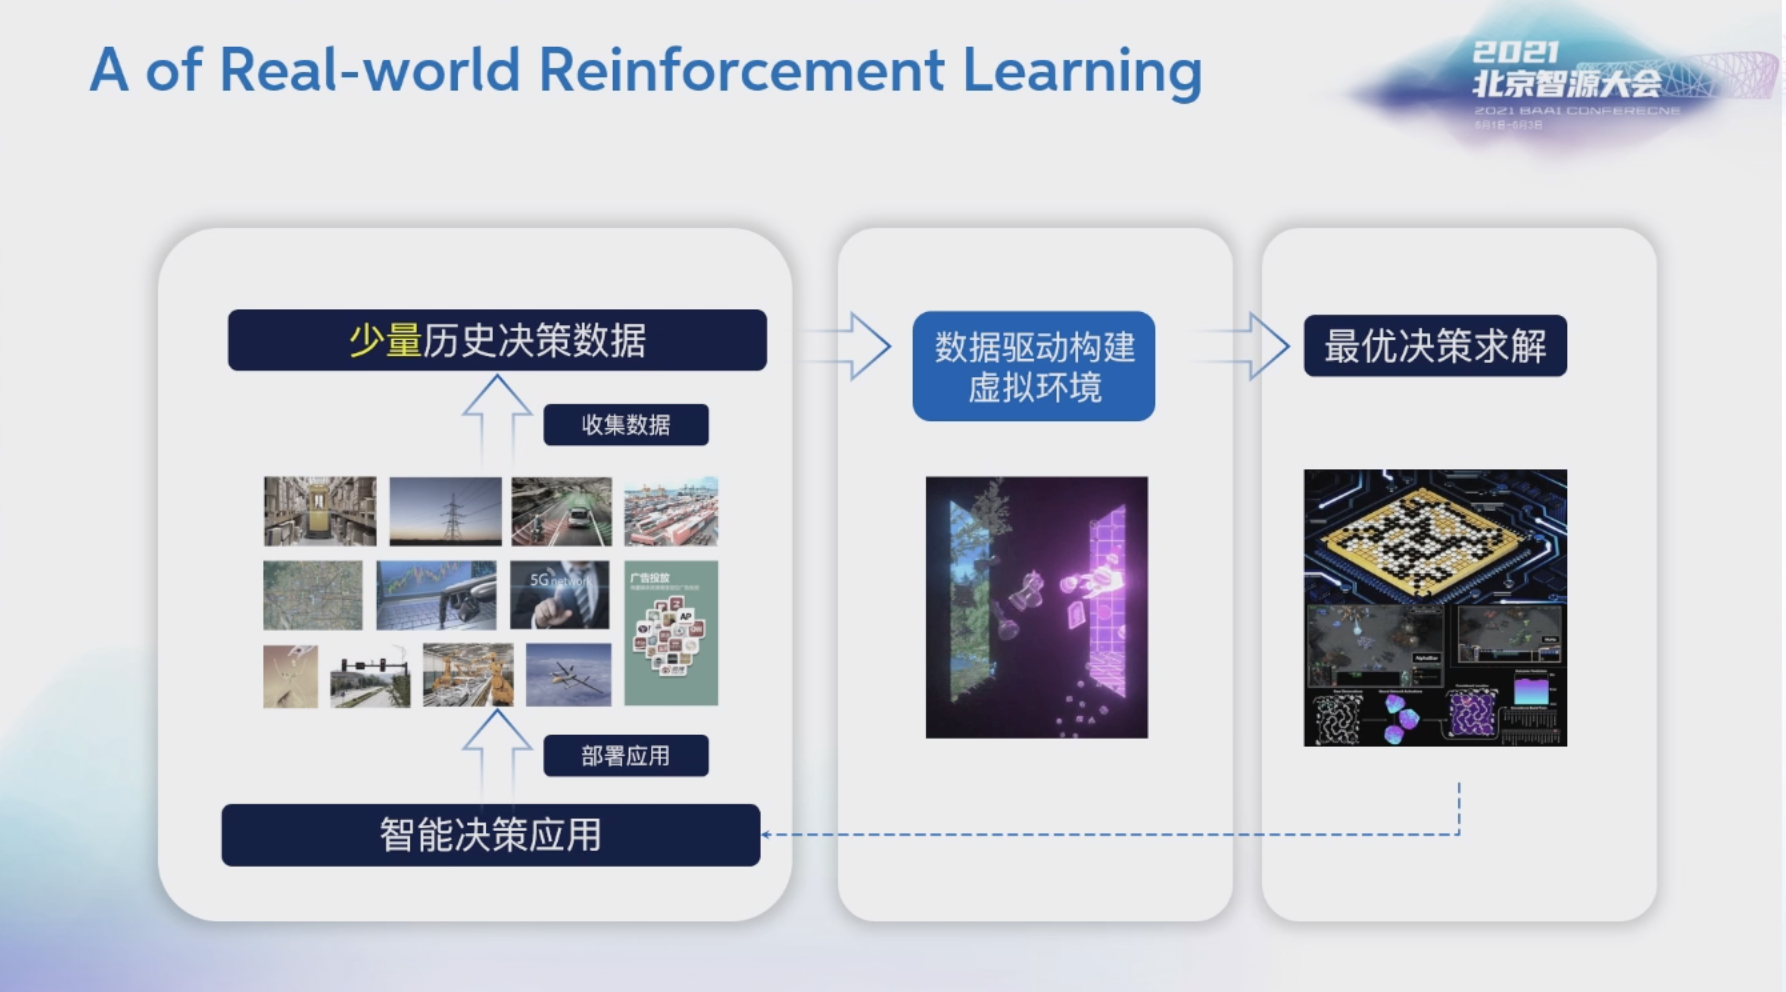 A of Real-world Reinforcement Learning
2021
北京智源大会
2021 BAAI CONFERECNE
6月1日-6月3日
少量历史决策数据
收集数据
5G network
广告投放
AP
部署应用
智能决策应用
数据驱动构建
虚拟环境
最优决策求解
AlphaStar